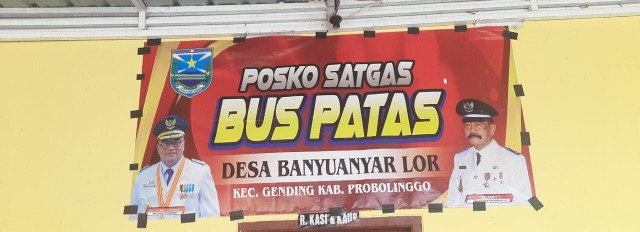 POSKO SATGAS
BUS PATAS
DESA BANYUANYAR LOR
KEC. GENDING KAB. PROBOLINGGO
R. KASI & KAUR